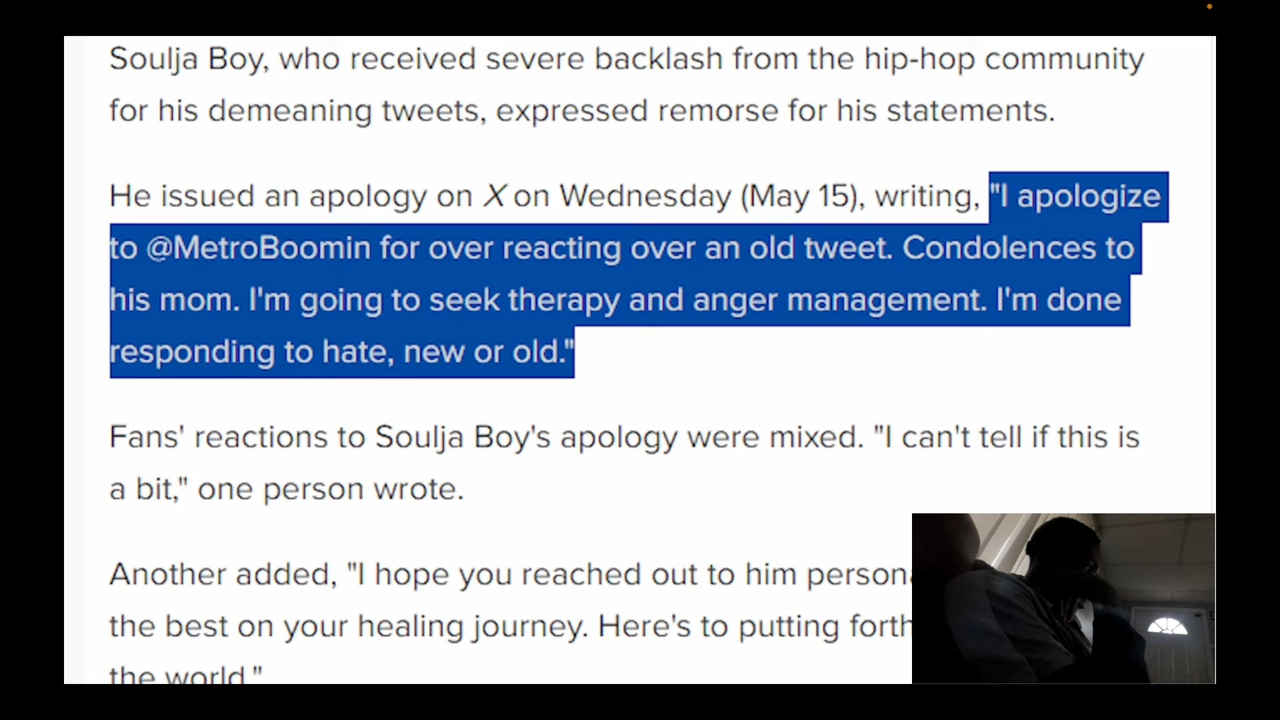 Soulja Boy, who received severe backlash from the hip-hop community
for his demeaning tweets, expressed remorse for his statements.
He issued an apology on X on Wednesday (May 15), writing, "I apologize
to @MetroBoomin for over reacting over an old tweet. Condolences to
his mom. I'm going to seek therapy and anger management. I'm done
responding to hate, new or old."
Fans' reactions to Soulja Boy's apology were mixed. "I can't tell if this is
a bit," one person wrote.
Another added, "I hope you reached out to him
the best on your healing journey. Here's to putting forth
the world."